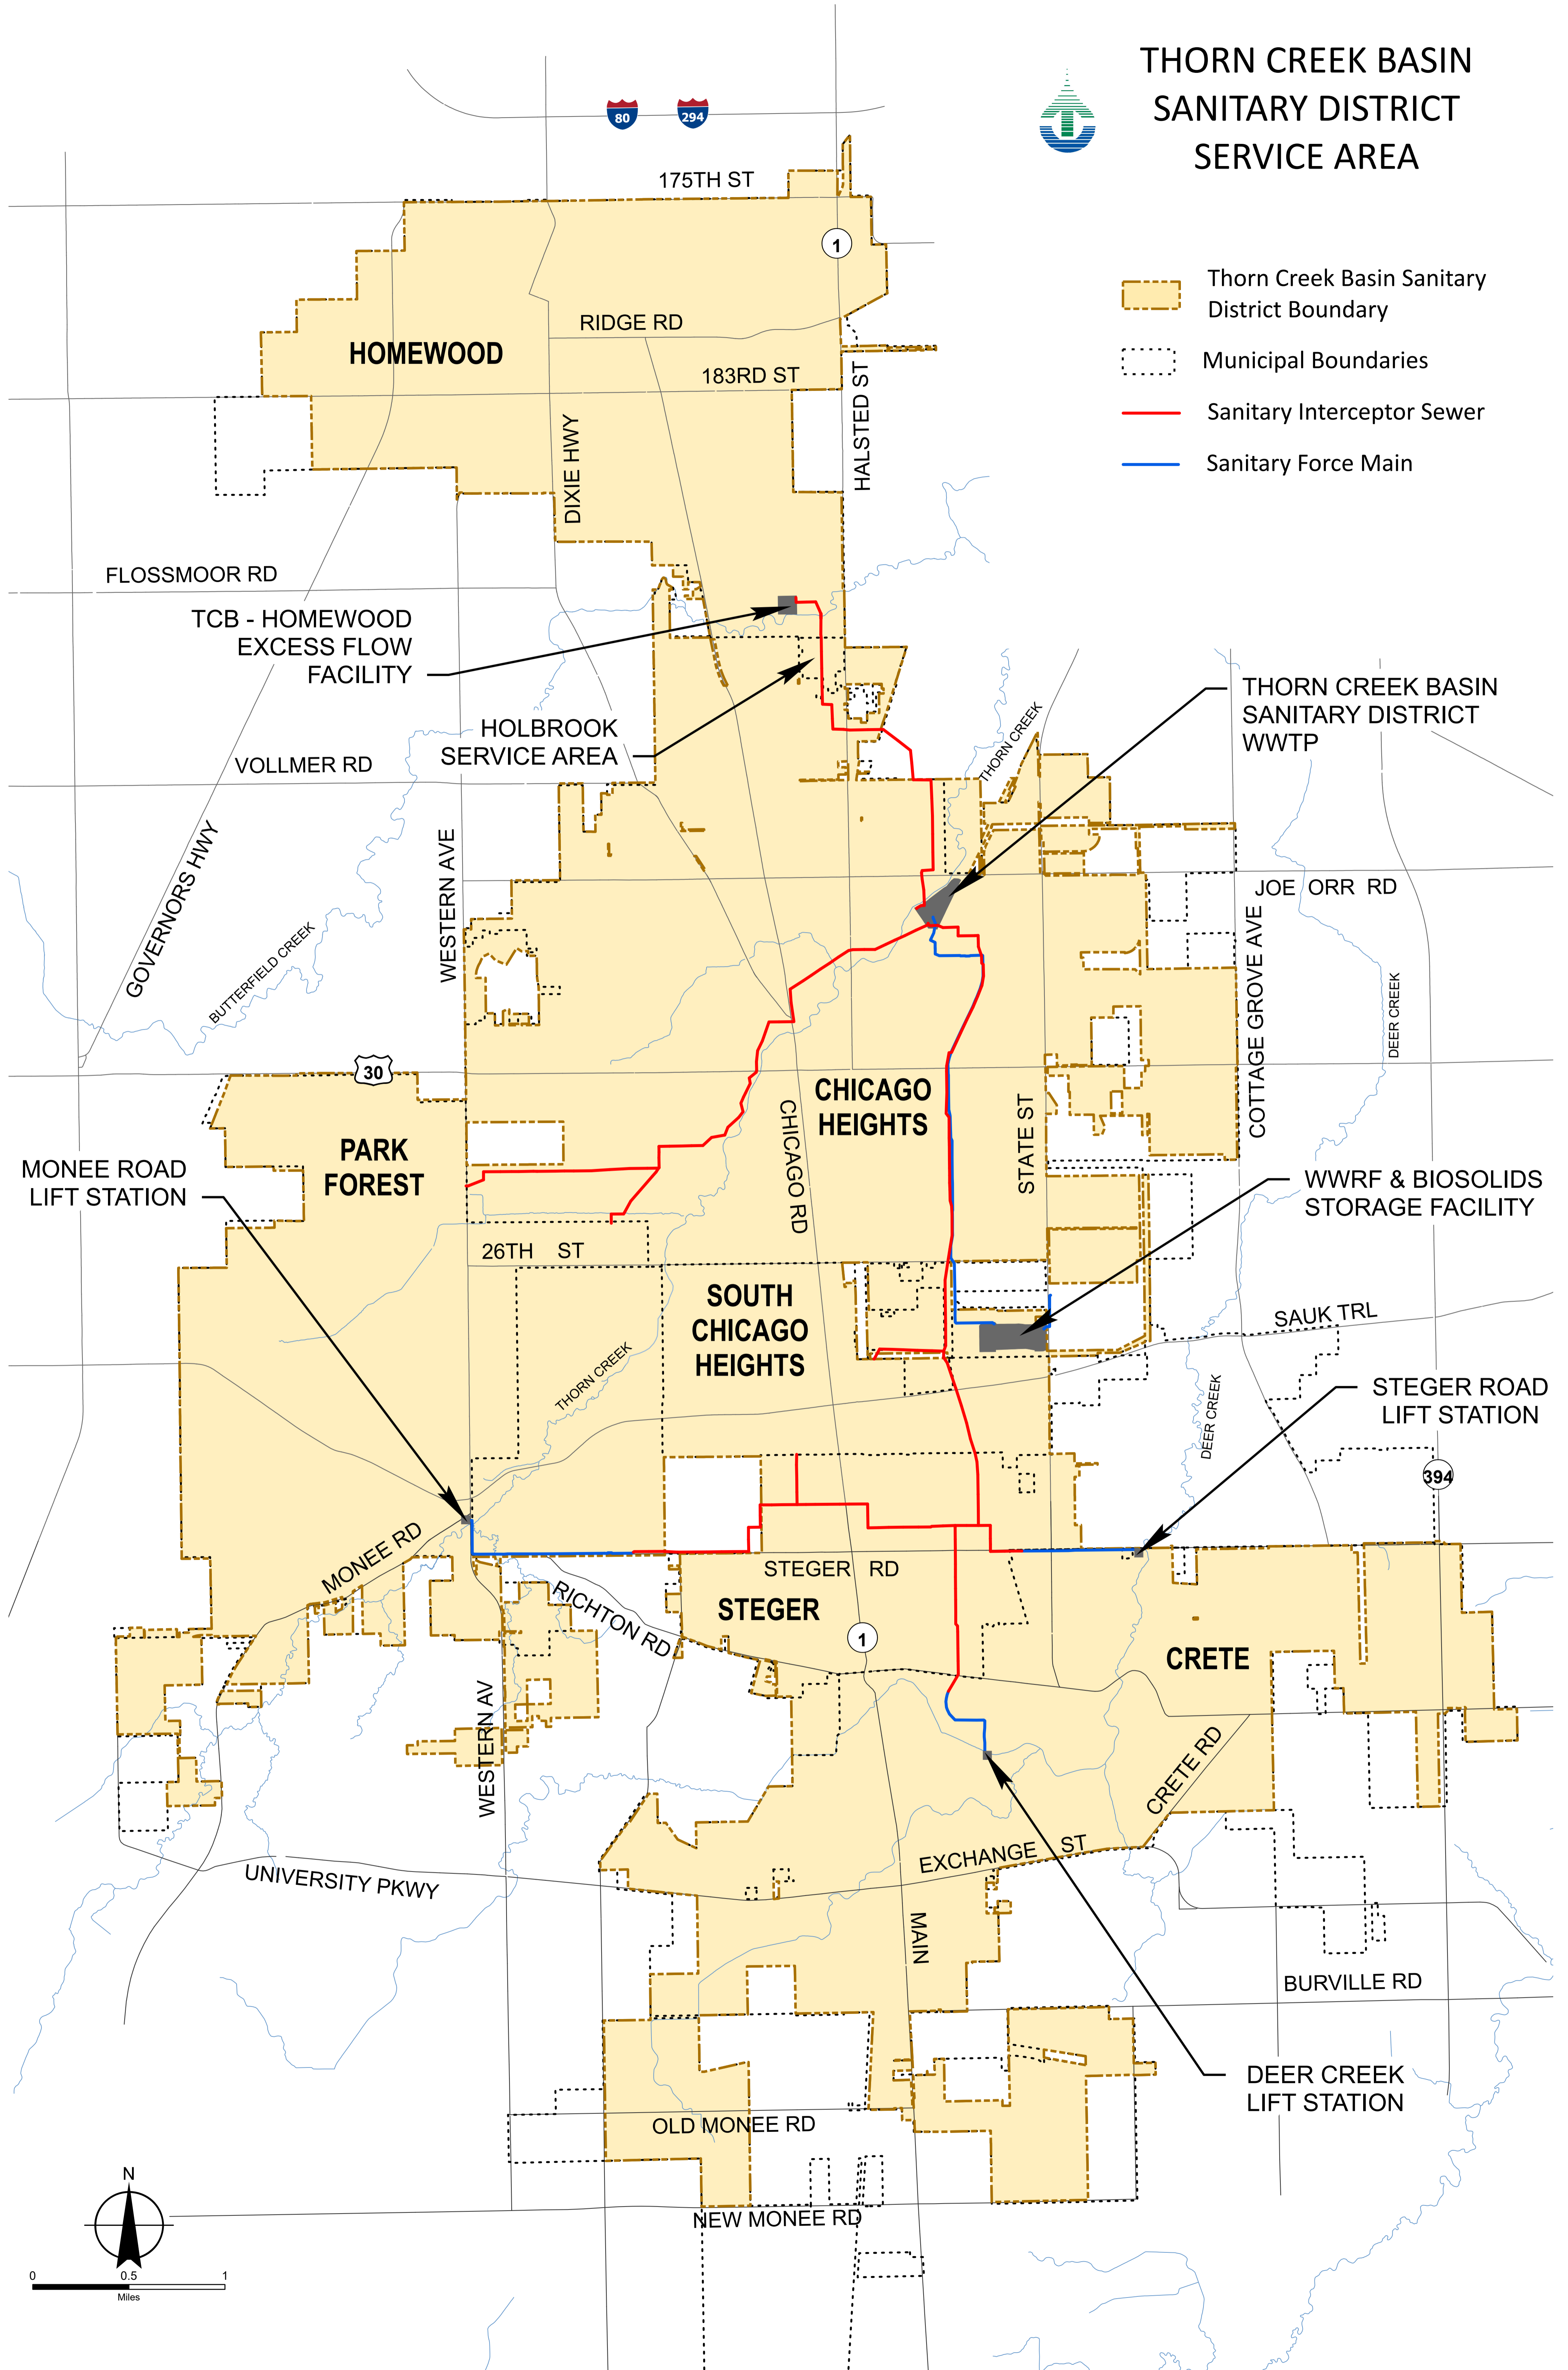 THORN CREEK BASIN
SANITARY DISTRICT
SERVICE AREA
80
294
175TH ST
1
Thorn Creek Basin Sanitary
District Boundary
Municipal Boundaries
Sanitary Interceptor Sewer
Sanitary Force Main
RIDGE RD
HOMEWOOD
183RD ST
HALSTED ST
DIXIE HWY
FLOSSMOOR RD
TCB - HOMEWOOD
EXCESS FLOW
FACILITY
HOLBROOK
SERVICE AREA
THORN CREEK BASIN
SANITARY DISTRICT
WWTP
THORN CREEK
VOLLMER RD
GOVERNORS HWY
WESTERN AVE
JOE ORR RD
BUTTERFIELD CREEK
COTTAGE GROVE AVE
DEER CREEK
30
CHICAGO
HEIGHTS
CHICAGO RD
STATE ST
PARK
FOREST
MONEE ROAD
LIFT STATION
WWRF & BIOSOLIDS
STORAGE FACILITY
26TH ST
SOUTH
CHICAGO
HEIGHTS
SAUK TRL
THORN CREEK
DEER CREEK
STEGER ROAD
LIFT STATION
394
MONEE RD
STEGER RD
RICHTON RD
STEGER
1
CRETE
WESTERN AV
CRETE RD
EXCHANGE ST
UNIVERSITY PKWY
MAIN
BURVILLE RD
DEER CREEK
LIFT STATION
OLD MONEE RD
NEW MONEE RD
N
0 0.5 1
Miles